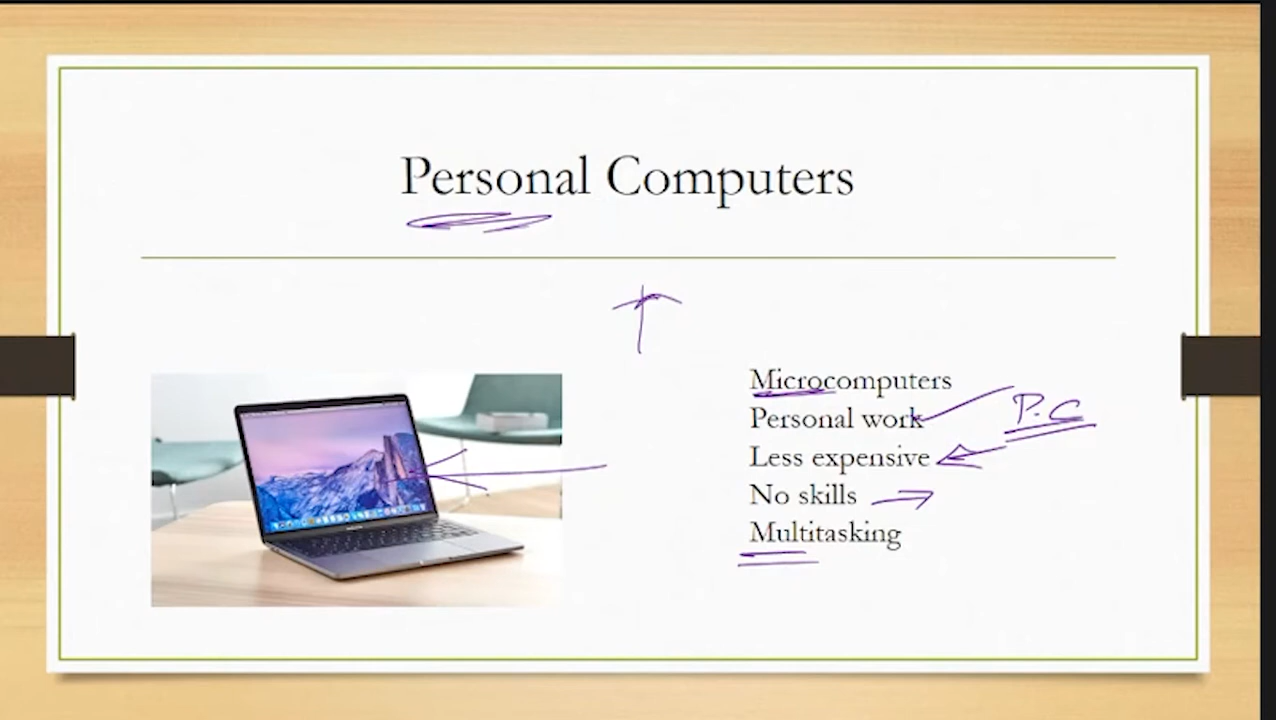 Personal Computers
Microcomputers
Personal work
P.C
Less expensive
No skills
Multitasking